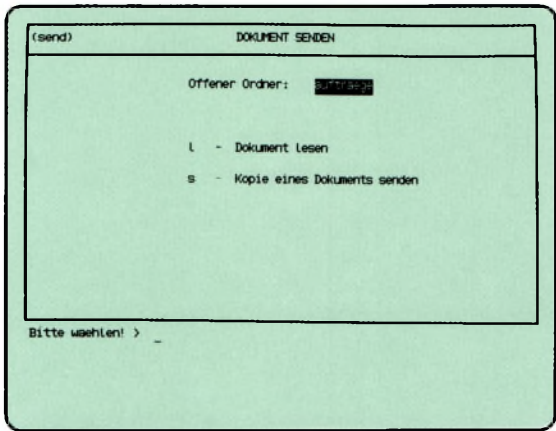 (send) DOKUMENT SENDEN
Offener Ordner: auftraege
l - Dokument lesen
s - Kopie eines Dokuments senden
Bitte waehlen! > _